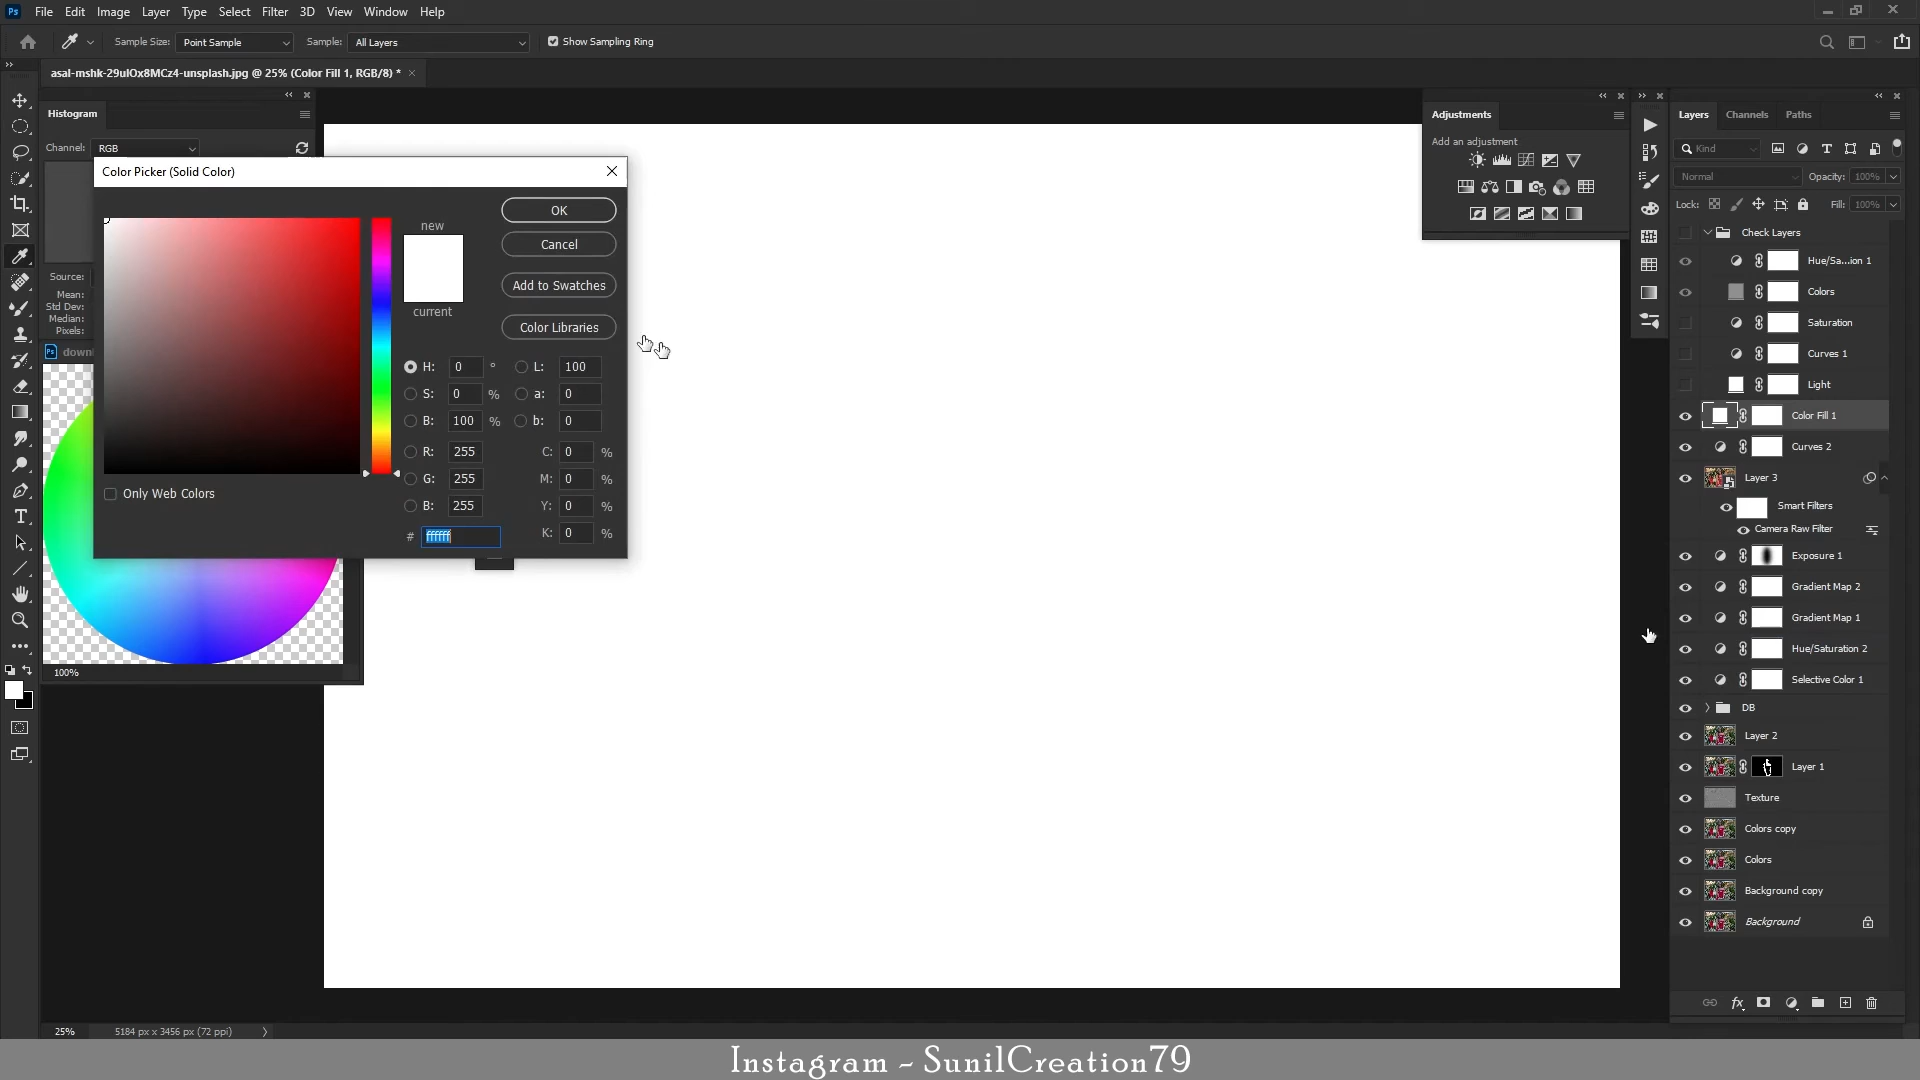 Ps File Edit Image Layer Type Select Filter 3D View Window Help
Sample Size: Point Sample Sample: All Layers Show Sampling Ring
asal-mshk-29ulOx8MCz4-unsplash.jpg @ 25% (Color Fill 1, RGB/8) *
Histogram
Channel: RGB
Source:
Mean:
Std Dev:
Median:
Pixels:
Ps
100%
Color Picker (Solid Color)
new
current
OK
Cancel
Add to Swatches
Color Libraries
H: 0 ° L: 100
S: 0 % a: 0
B: 100 % b: 0
R: 255 C: 0 %
G: 255 M: 0 %
B: 255 Y: 0 %
# ffffff K: 0 %
Only Web Colors
Adjustments
Add an adjustment
Layers Channels Paths
Kind
Normal Opacity: 100%
Lock: Fill: 100%
Check Layers
Hue/Sa...ion 1
Colors
Saturation
Curves 1
Light
Color Fill 1
Curves 2
Layer 3
Smart Filters
Camera Raw Filter
Exposure 1
Gradient Map 2
Gradient Map 1
Hue/Saturation 2
Selective Color 1
DB
Layer 2
Layer 1
Texture
Colors copy
Colors
Background copy
Background
fx
25% 5184 px x 3456 px (72 ppi)
Instagram - SunilCreation79